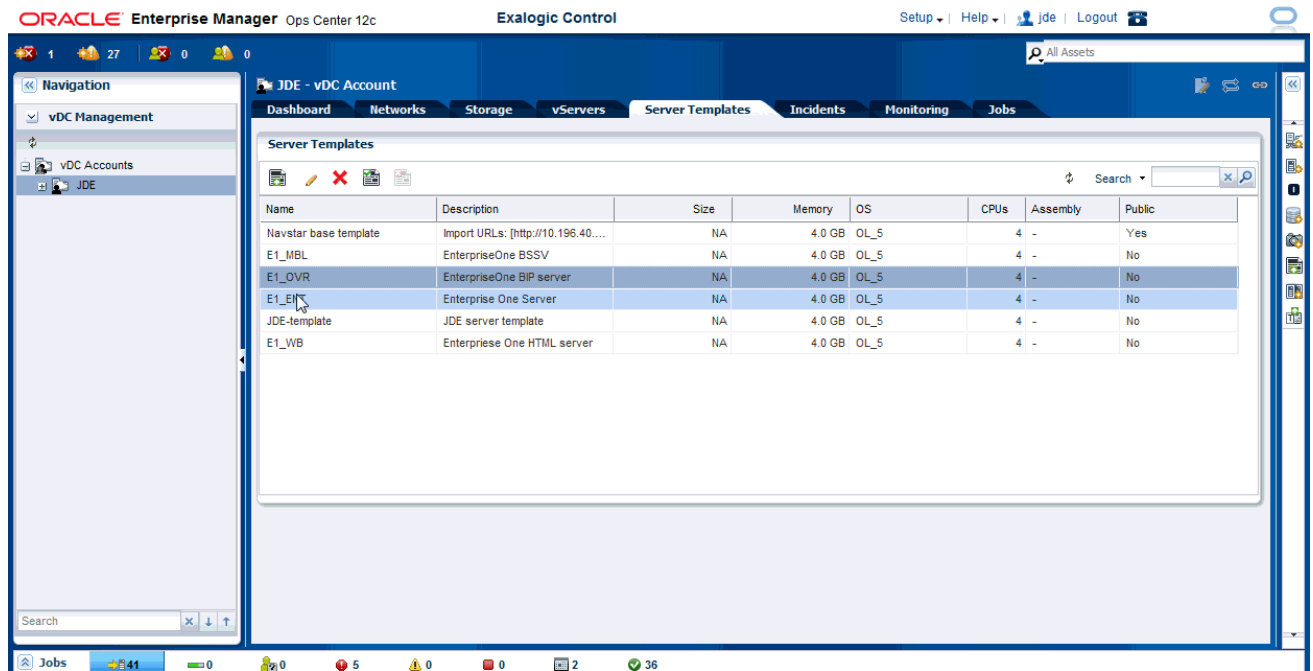 ORACLE Enterprise Manager Ops Center 12c Exalogic Control Setup | Help | jde | Logout
1 27 0 0 All Assets
Navigation
vDC Management
vDC Accounts
JDE
JDE - vDC Account
Dashboard Networks Storage vServers Server Templates Incidents Monitoring Jobs
Server Templates
Search
Name Description Size Memory OS CPUs Assembly Public
Navstar base template Import URLs: [http://10.196.40.... NA 4.0 GB OL_5 4 - Yes
E1_MBL EnterpriseOne BSSV NA 4.0 GB OL_5 4 - No
E1_OVR EnterpriseOne BIP server NA 4.0 GB OL_5 4 - No
E1_ENT Enterprise One Server NA 4.0 GB OL_5 4 - No
JDE-template JDE server template NA 4.0 GB OL_5 4 - No
E1_WB Enterpriese One HTML server NA 4.0 GB OL_5 4 - No
Search
Jobs 41 0 0 5 0 0 2 36